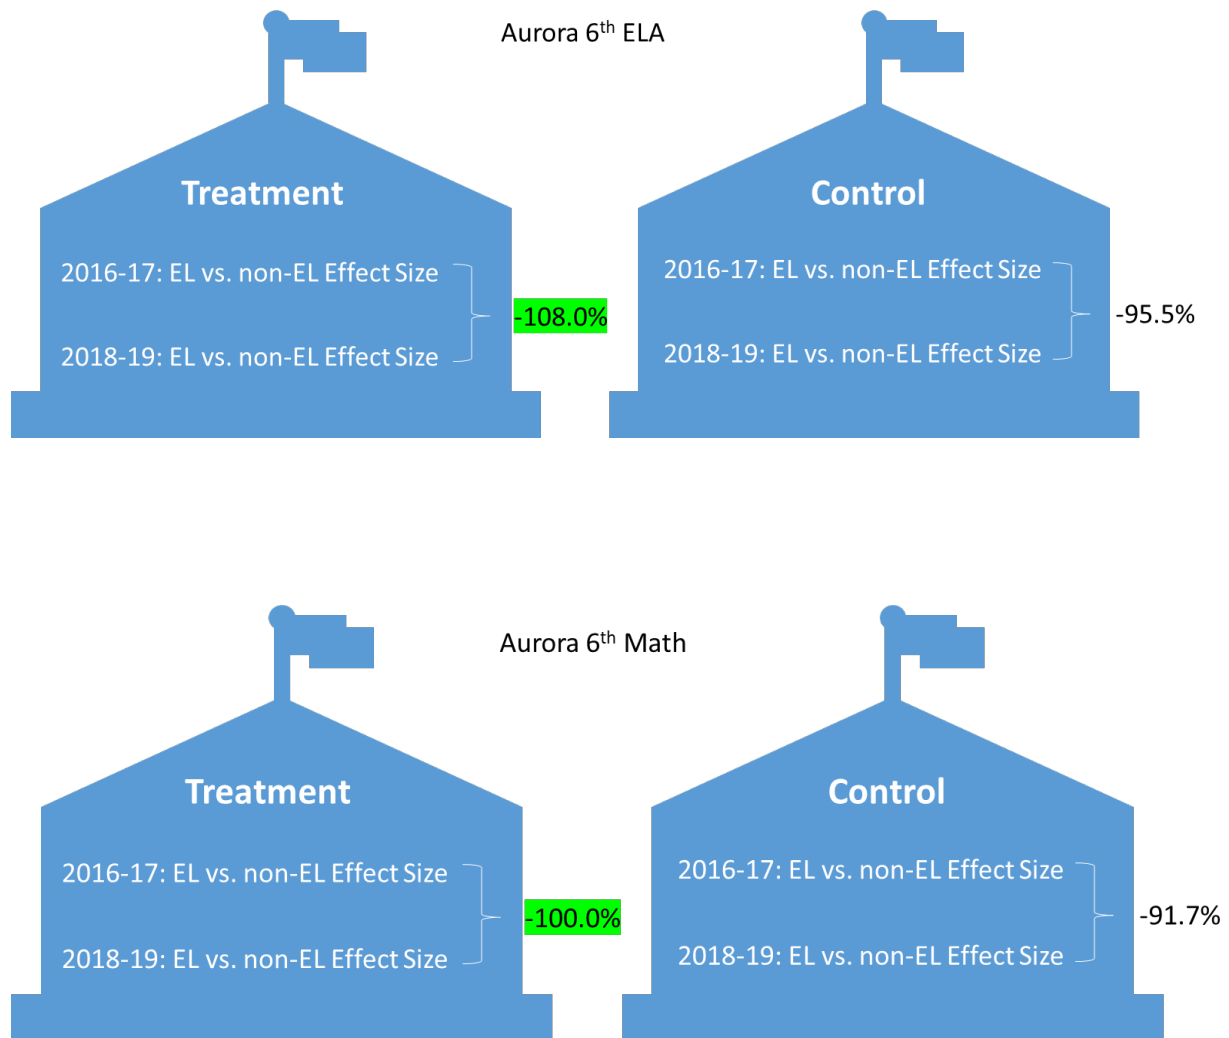 Aurora 6th ELA
Treatment
2016-17: EL vs. non-EL Effect Size
2018-19: EL vs. non-EL Effect Size
-108.0%
Control
2016-17: EL vs. non-EL Effect Size
2018-19: EL vs. non-EL Effect Size
-95.5%
Aurora 6th Math
Treatment
2016-17: EL vs. non-EL Effect Size
2018-19: EL vs. non-EL Effect Size
-100.0%
Control
2016-17: EL vs. non-EL Effect Size
2018-19: EL vs. non-EL Effect Size
-91.7%